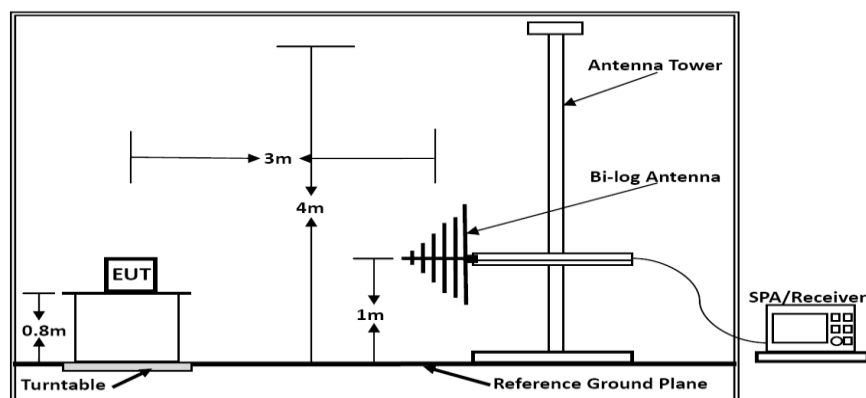 Antenna Tower
3m
Bi-log Antenna
4m
EUT
SPA/Receiver
0.8m
1m
Turntable
Reference Ground Plane